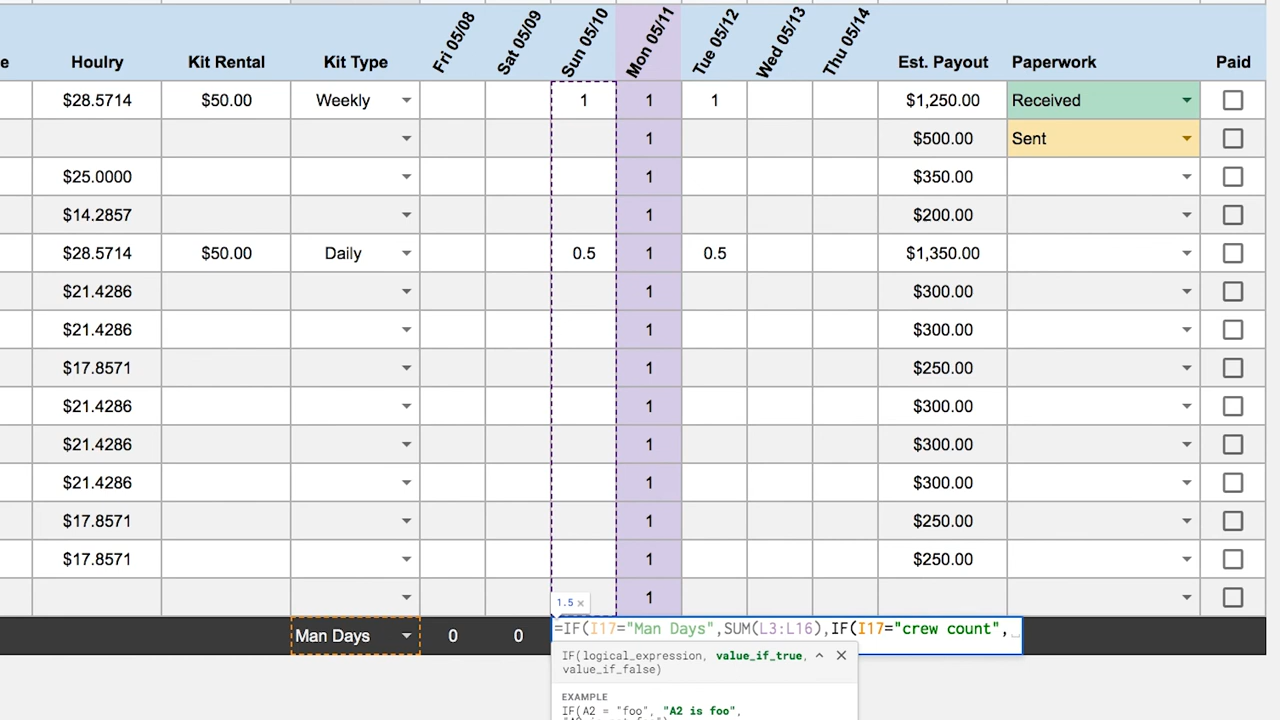 e Houlry Kit Rental Kit Type Fri 05/08 Sat 05/09 Sun 05/10 Mon 05/11 Tue 05/12 Wed 05/13 Thu 05/14 Est. Payout Paperwork Paid
$28.5714 $50.00 Weekly 1 1 1 $1,250.00 Received
1 $500.00 Sent
$25.0000 1 $350.00
$14.2857 1 $200.00
$28.5714 $50.00 Daily 0.5 1 0.5 $1,350.00
$21.4286 1 $300.00
$21.4286 1 $300.00
$17.8571 1 $250.00
$21.4286 1 $300.00
$21.4286 1 $300.00
$21.4286 1 $300.00
$17.8571 1 $250.00
$17.8571 1 $250.00
1
1.5 ×
Man Days 0 0 =IF(I17="Man Days",SUM(L3:L16),IF(I17="crew count",
IF(logical_expression, value_if_true,
value_if_false)
EXAMPLE
IF(A2 = "foo", "A2 is foo",